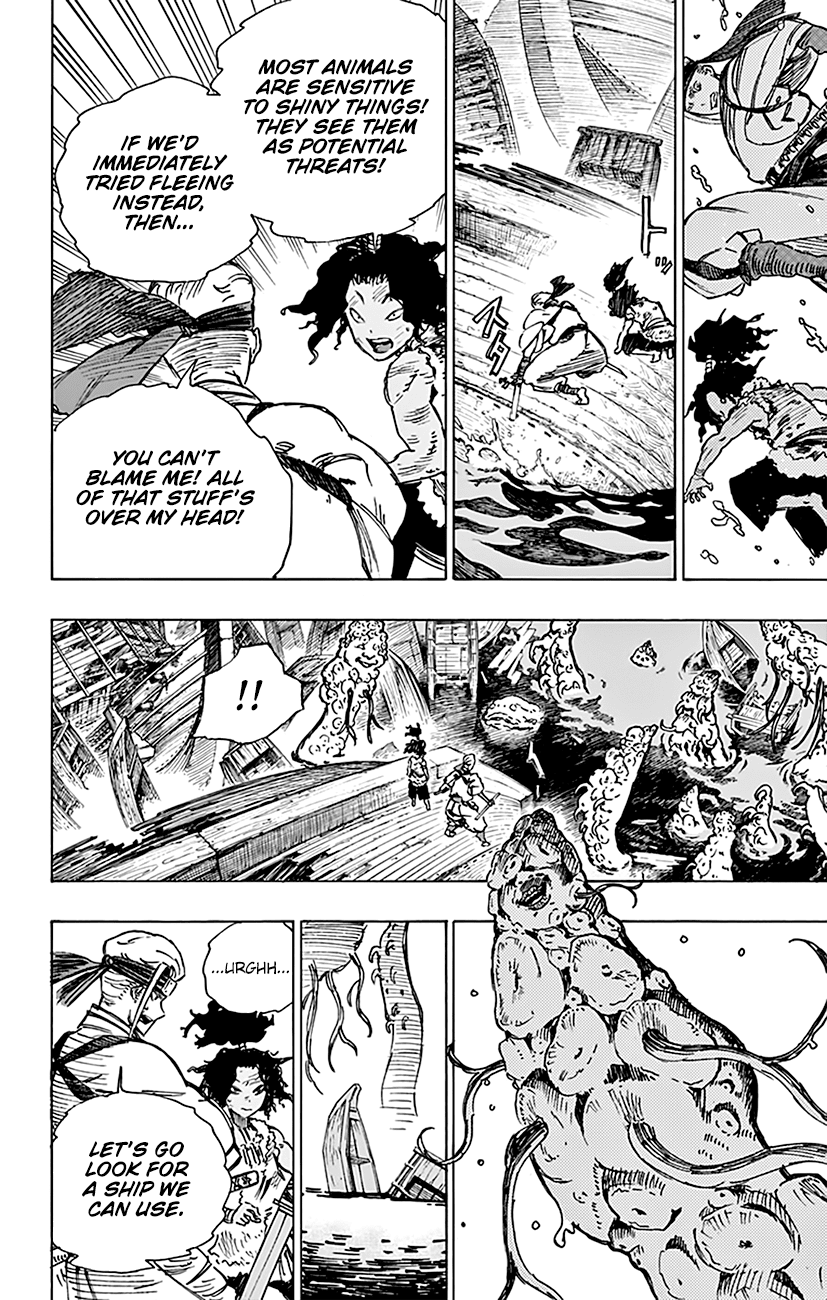 ト
MOST ANIMALS
ARE SENSITIVE
TO SHINY THINGS!
THEY SEE THEM
AS POTENTIAL
THREATS!
IF WE'D
IMMEDIATELY
TRIED FLEEING
INSTEAD,
THEN...
YOU CAN'T
BLAME ME! ALL
OF THAT STUFF'S
OVER MY HEAD!
!!
...URGHH...
LET'S GO
LOOK FOR
A SHIP WE
CAN USE.